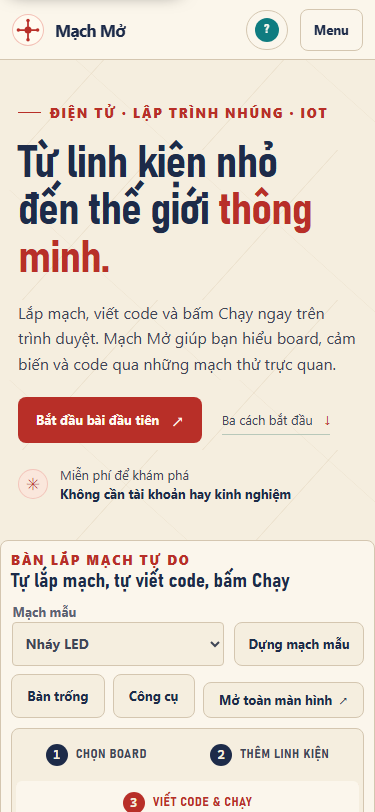 Mạch Mở
Menu
ĐIỆN TỬ · LẬP TRÌNH NHÚNG · IOT
Từ linh kiện nhỏ
đến thế giới thông
minh.
Lắp mạch, viết code và bấm Chạy ngay trên
trình duyệt. Mạch Mở giúp bạn hiểu board, cảm
biến và code qua những mạch thử trực quan.
Bắt đầu bài đầu tiên ↗
Ba cách bắt đầu ↓
Miễn phí để khám phá
Không cần tài khoản hay kinh nghiệm
BÀN LẮP MẠCH TỰ DO
Tự lắp mạch, tự viết code, bấm Chạy
Mạch mẫu
Nháy LED
Dựng mạch mẫu
Bàn trống
Công cụ
Mở toàn màn hình ↗
1 CHỌN BOARD
2 THÊM LINH KIỆN
3 VIẾT CODE & CHẠY